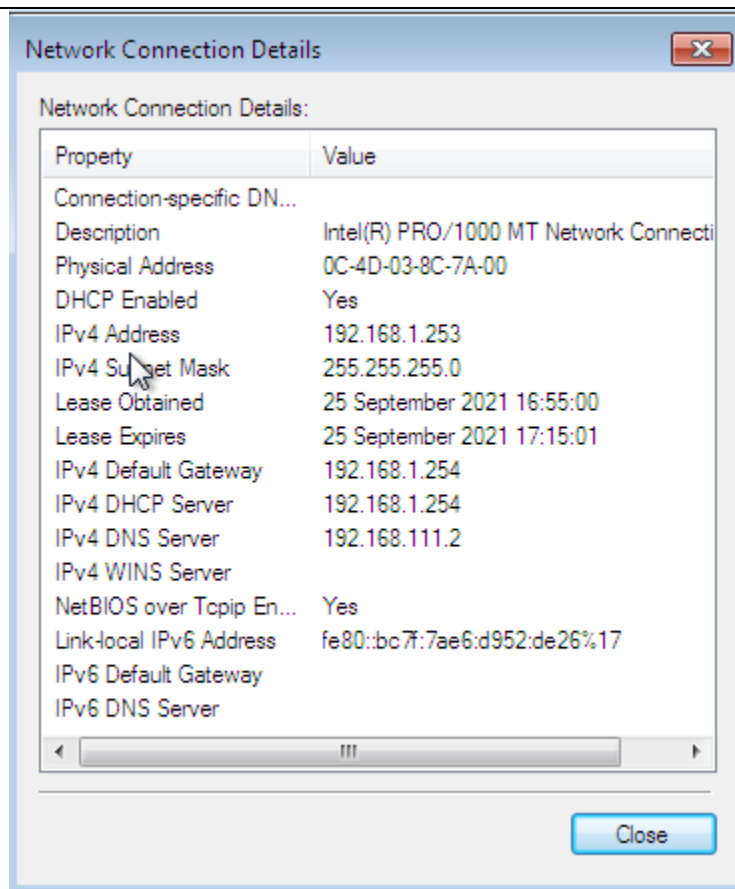 Network Connection Details
Network Connection Details:
Property Value
Connection-specific DN...
Description Intel(R) PRO/1000 MT Network Connecti
Physical Address 0C-4D-03-8C-7A-00
DHCP Enabled Yes
IPv4 Address 192.168.1.253
IPv4 Subnet Mask 255.255.255.0
Lease Obtained 25 September 2021 16:55:00
Lease Expires 25 September 2021 17:15:01
IPv4 Default Gateway 192.168.1.254
IPv4 DHCP Server 192.168.1.254
IPv4 DNS Server 192.168.111.2
IPv4 WINS Server
NetBIOS over Tcpip En... Yes
Link-local IPv6 Address fe80::bc7f:7ae6:d952:de26%17
IPv6 Default Gateway
IPv6 DNS Server
Close